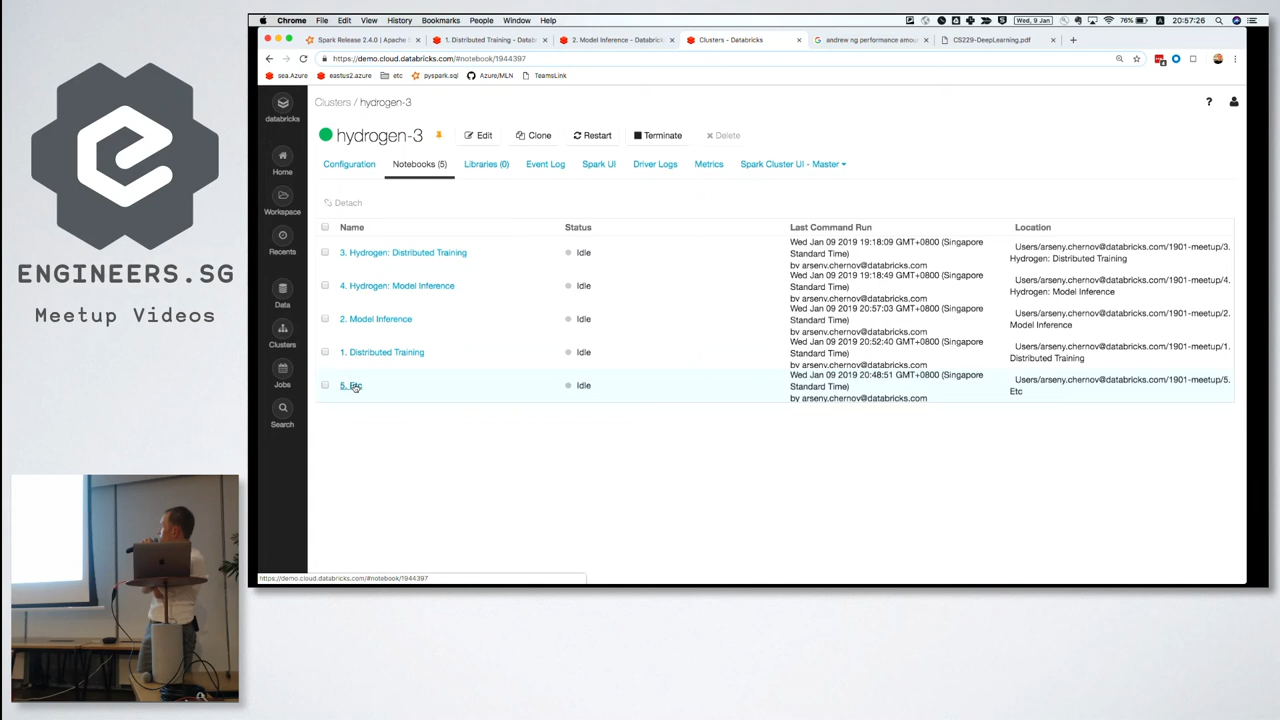 Chrome File Edit View History Bookmarks People Window Help
Wed, 9 Jan 76% A 20:57:26
Spark Release 2.4.0 | Apache S
1. Distributed Training - Datab
2. Model Inference - Databrick
Clusters - Databricks
andrew ng performance amou
CS229-DeepLearning.pdf
https://demo.cloud.databricks.com/#notebook/1944397
sea.Azure eastus2.azure etc pyspark.sql Azure/MLN TeamsLink
databricks
Home
Workspace
Recents
Data
Clusters
Jobs
Search
Clusters / hydrogen-3
?
hydrogen-3 Edit Clone Restart Terminate Delete
Configuration Notebooks (5) Libraries (0) Event Log Spark UI Driver Logs Metrics Spark Cluster UI - Master
Detach
Name Status Last Command Run Location
3. Hydrogen: Distributed Training Idle
Wed Jan 09 2019 19:18:09 GMT+0800 (Singapore
Standard Time)
by arseny.chernov@databricks.com
Users/arseny.chernov@databricks.com/1901-meetup/3.
Hydrogen: Distributed Training
4. Hydrogen: Model Inference Idle
Wed Jan 09 2019 19:18:49 GMT+0800 (Singapore
Standard Time)
by arseny.chernov@databricks.com
Users/arseny.chernov@databricks.com/1901-meetup/4.
Hydrogen: Model Inference
2. Model Inference Idle
Wed Jan 09 2019 20:57:03 GMT+0800 (Singapore
Standard Time)
by arseny.chernov@databricks.com
Users/arseny.chernov@databricks.com/1901-meetup/2.
Model Inference
1. Distributed Training Idle
Wed Jan 09 2019 20:52:40 GMT+0800 (Singapore
Standard Time)
by arseny.chernov@databricks.com
Users/arseny.chernov@databricks.com/1901-meetup/1.
Distributed Training
5. Etc Idle
Wed Jan 09 2019 20:48:51 GMT+0800 (Singapore
Standard Time)
by arseny.chernov@databricks.com
Users/arseny.chernov@databricks.com/1901-meetup/5.
Etc
https://demo.cloud.databricks.com/#notebook/1944397
ENGINEERS.SG
Meetup Videos